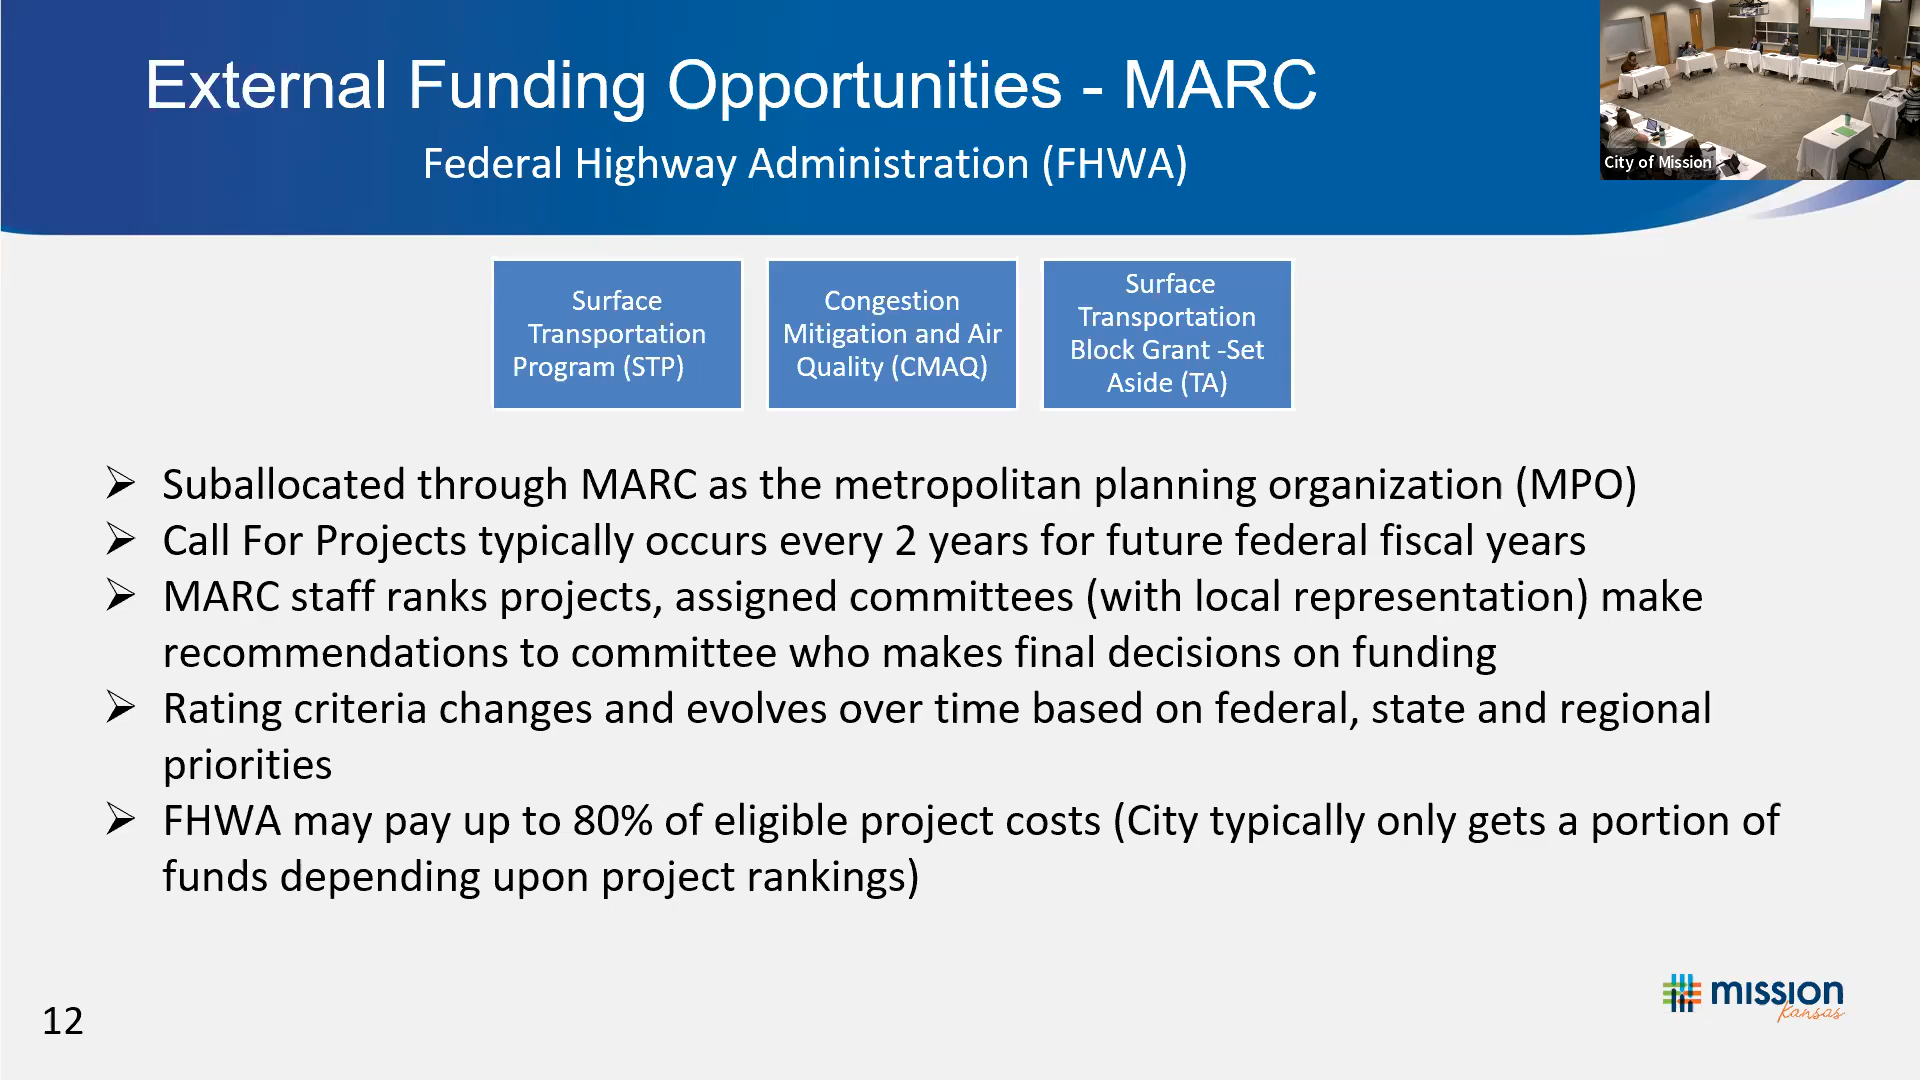 External Funding Opportunities - MARC
Federal Highway Administration (FHWA)
City of Mission
Surface
Transportation
Program (STP)
Congestion
Mitigation and Air
Quality (CMAQ)
Surface
Transportation
Block Grant -Set
Aside (TA)
➢ Suballocated through MARC as the metropolitan planning organization (MPO)
➢ Call For Projects typically occurs every 2 years for future federal fiscal years
➢ MARC staff ranks projects, assigned committees (with local representation) make
recommendations to committee who makes final decisions on funding
➢ Rating criteria changes and evolves over time based on federal, state and regional
priorities
➢ FHWA may pay up to 80% of eligible project costs (City typically only gets a portion of
funds depending upon project rankings)
mission
kansas
12